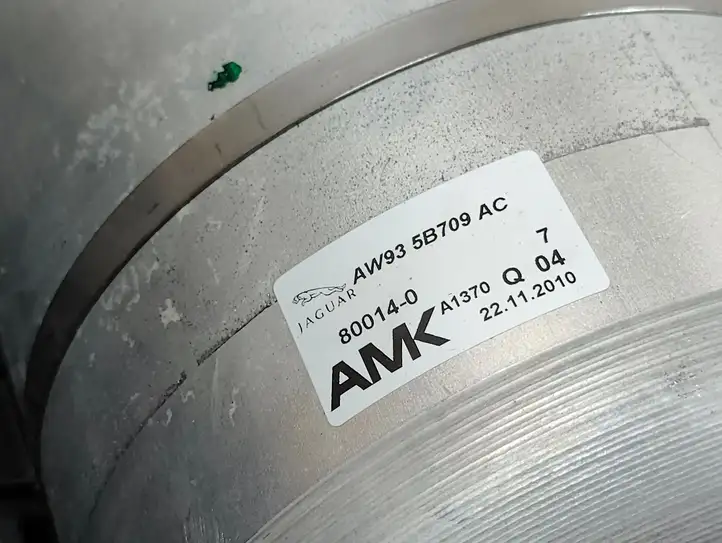 AW93 5B709 AC
JAGUAR
7
80014-0
A1370 Q 04
AMK
22.11.2010